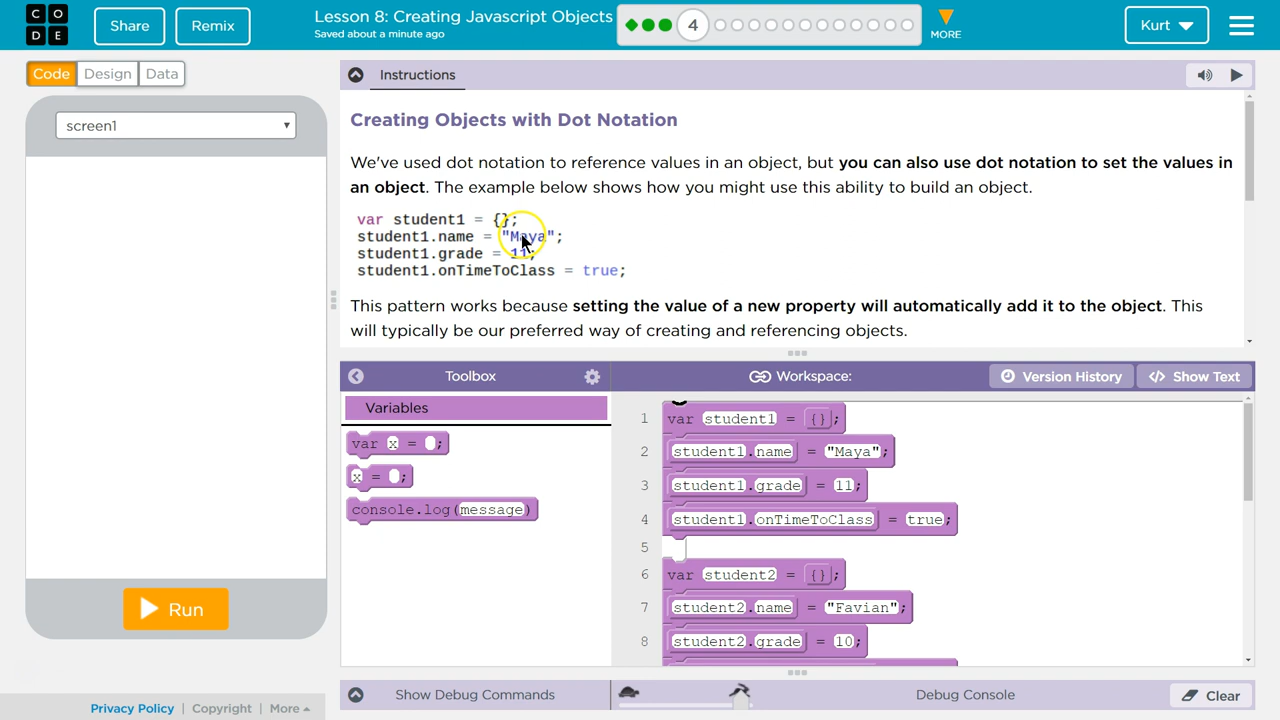 CODE
Share
Remix
Lesson 8: Creating Javascript Objects
Saved about a minute ago
4
MORE
Kurt
Code
Design
Data
screen1
Instructions
Creating Objects with Dot Notation
We've used dot notation to reference values in an object, but you can also use dot notation to set the values in
an object. The example below shows how you might use this ability to build an object.
var student1 = {};
student1.name = "Maya";
student1.grade = 11;
student1.onTimeToClass = true;
This pattern works because setting the value of a new property will automatically add it to the object. This
will typically be our preferred way of creating and referencing objects.
Toolbox
Workspace:
Version History
Show Text
Variables
var x = ;
x = ;
console.log(message)
1 var student1 = {};
2 student1.name = "Maya";
3 student1.grade = 11;
4 student1.onTimeToClass = true;
5
6 var student2 = {};
7 student2.name = "Favian";
8 student2.grade = 10;
Run
Show Debug Commands
Debug Console
Clear
Privacy Policy | Copyright | More